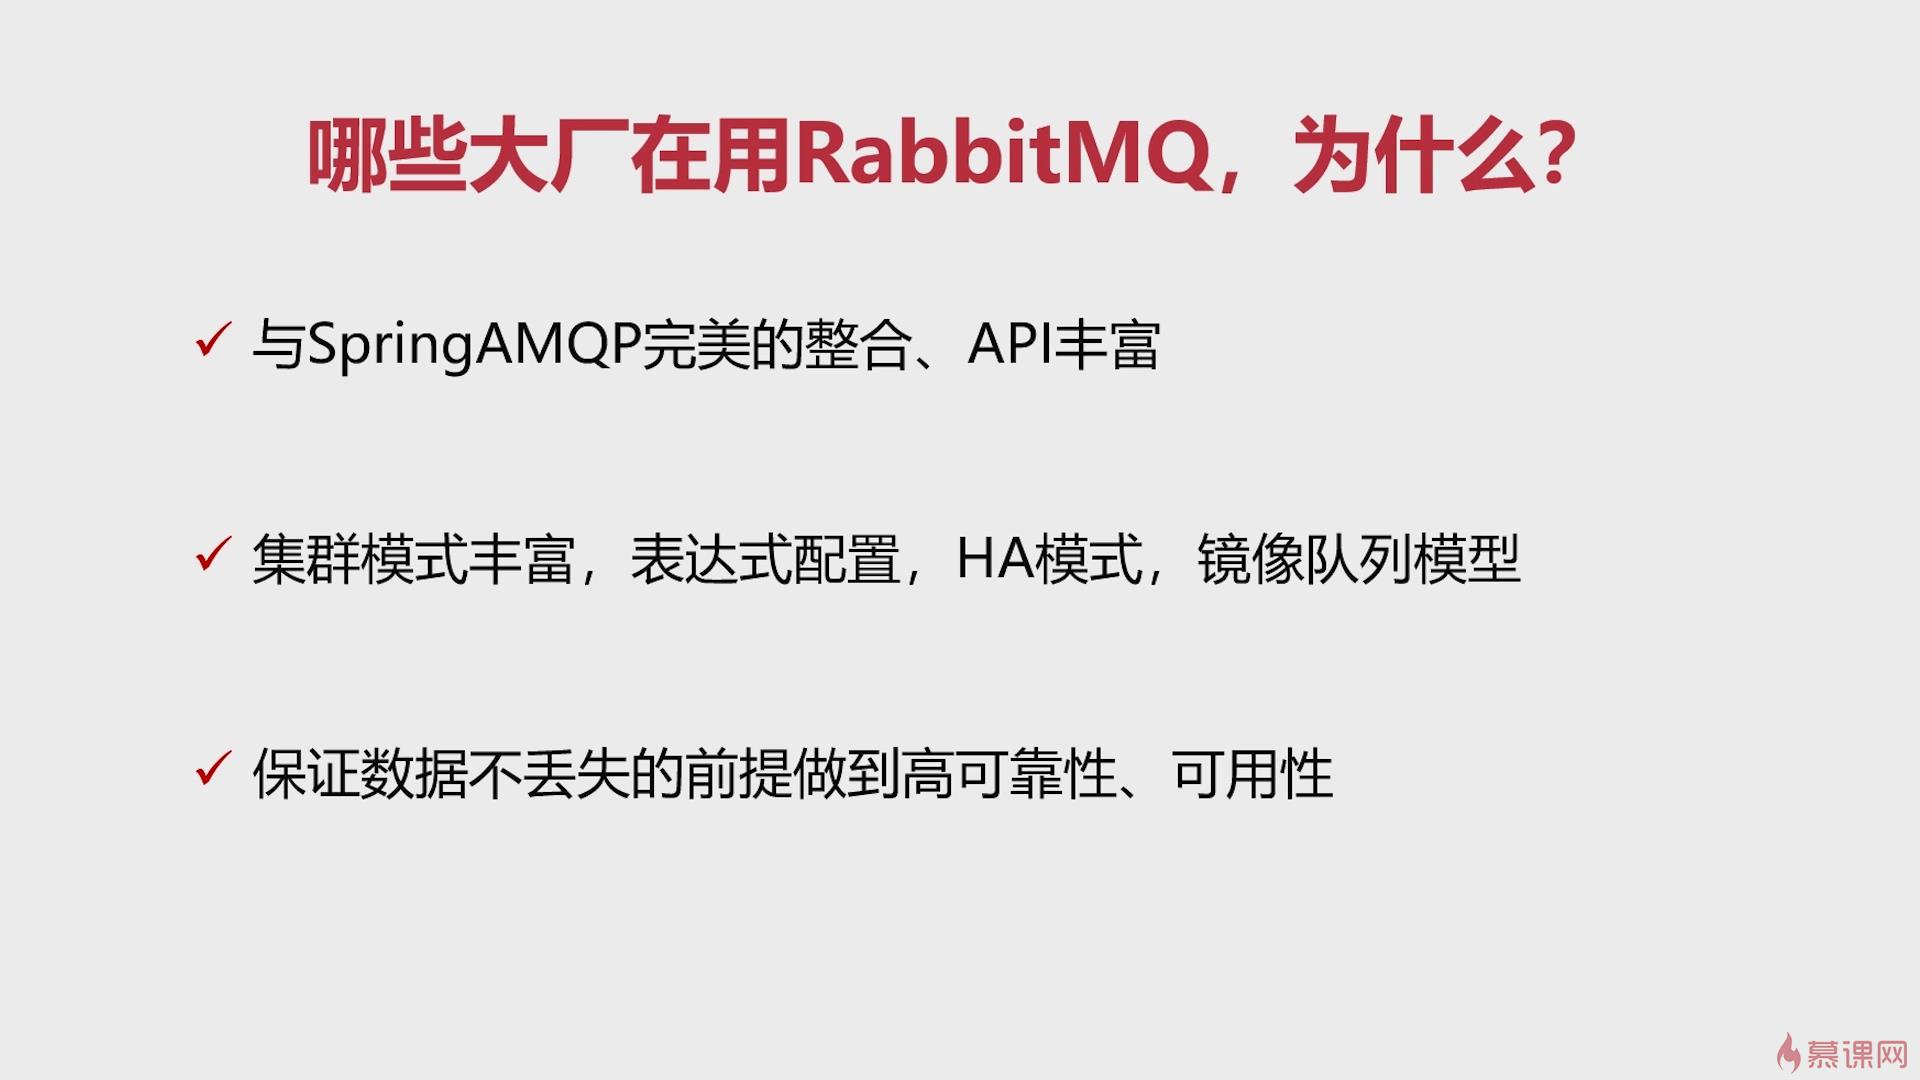 哪些大厂在用RabbitMQ，为什么？
与SpringAMQP完美的整合、API丰富
集群模式丰富，表达式配置，HA模式，镜像队列模型
保证数据不丢失的前提做到高可靠性、可用性
慕课网